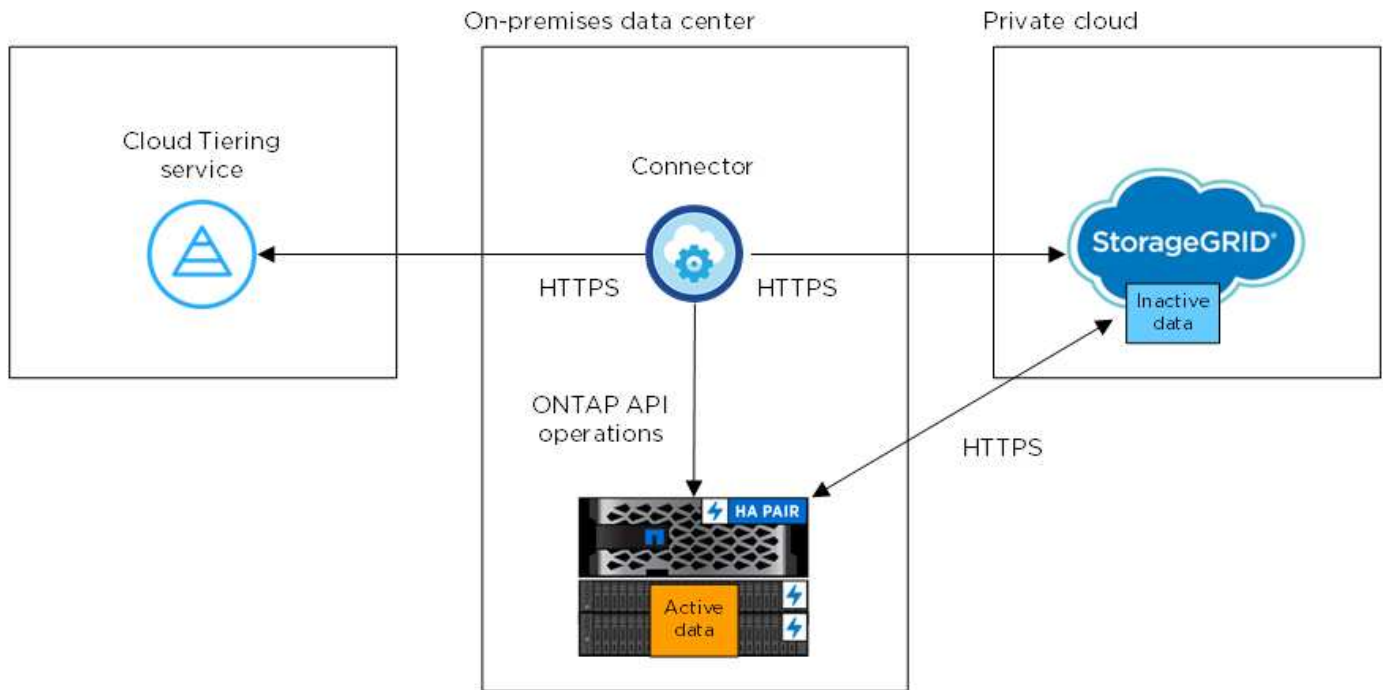 On-premises data center
Private cloud
Cloud Tiering
service
Connector
StorageGRID®
Inactive
data
HTTPS
HTTPS
ONTAP API
operations
HTTPS
HA PAIR
Active
data